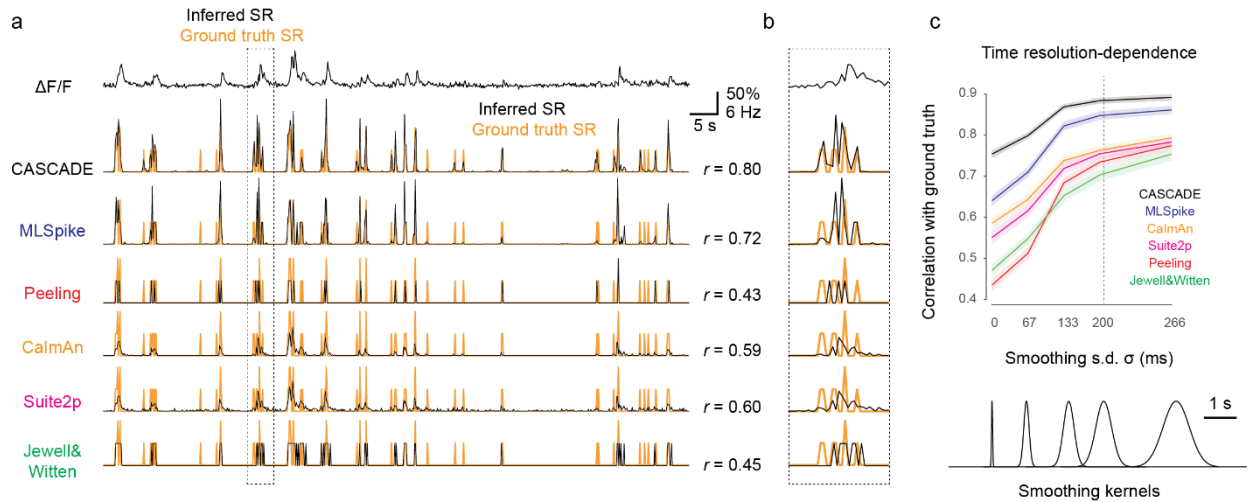 a
Inferred SR
Ground truth SR
ΔF/F
50%
6 Hz
5 s
Inferred SR
Ground truth SR
CASCADE
r = 0.80
MLSpike
r = 0.72
Peeling
r = 0.43
CaImAn
r = 0.59
Suite2p
r = 0.60
Jewell&
Witten
r = 0.45
b
c
Time resolution-dependence
Correlation with ground truth
0.9
0.8
0.7
0.6
0.5
0.4
CASCADE
MLSpike
CaImAn
Suite2p
Peeling
Jewell&Witten
0 67 133 200 266
Smoothing s.d. σ (ms)
1 s
Smoothing kernels